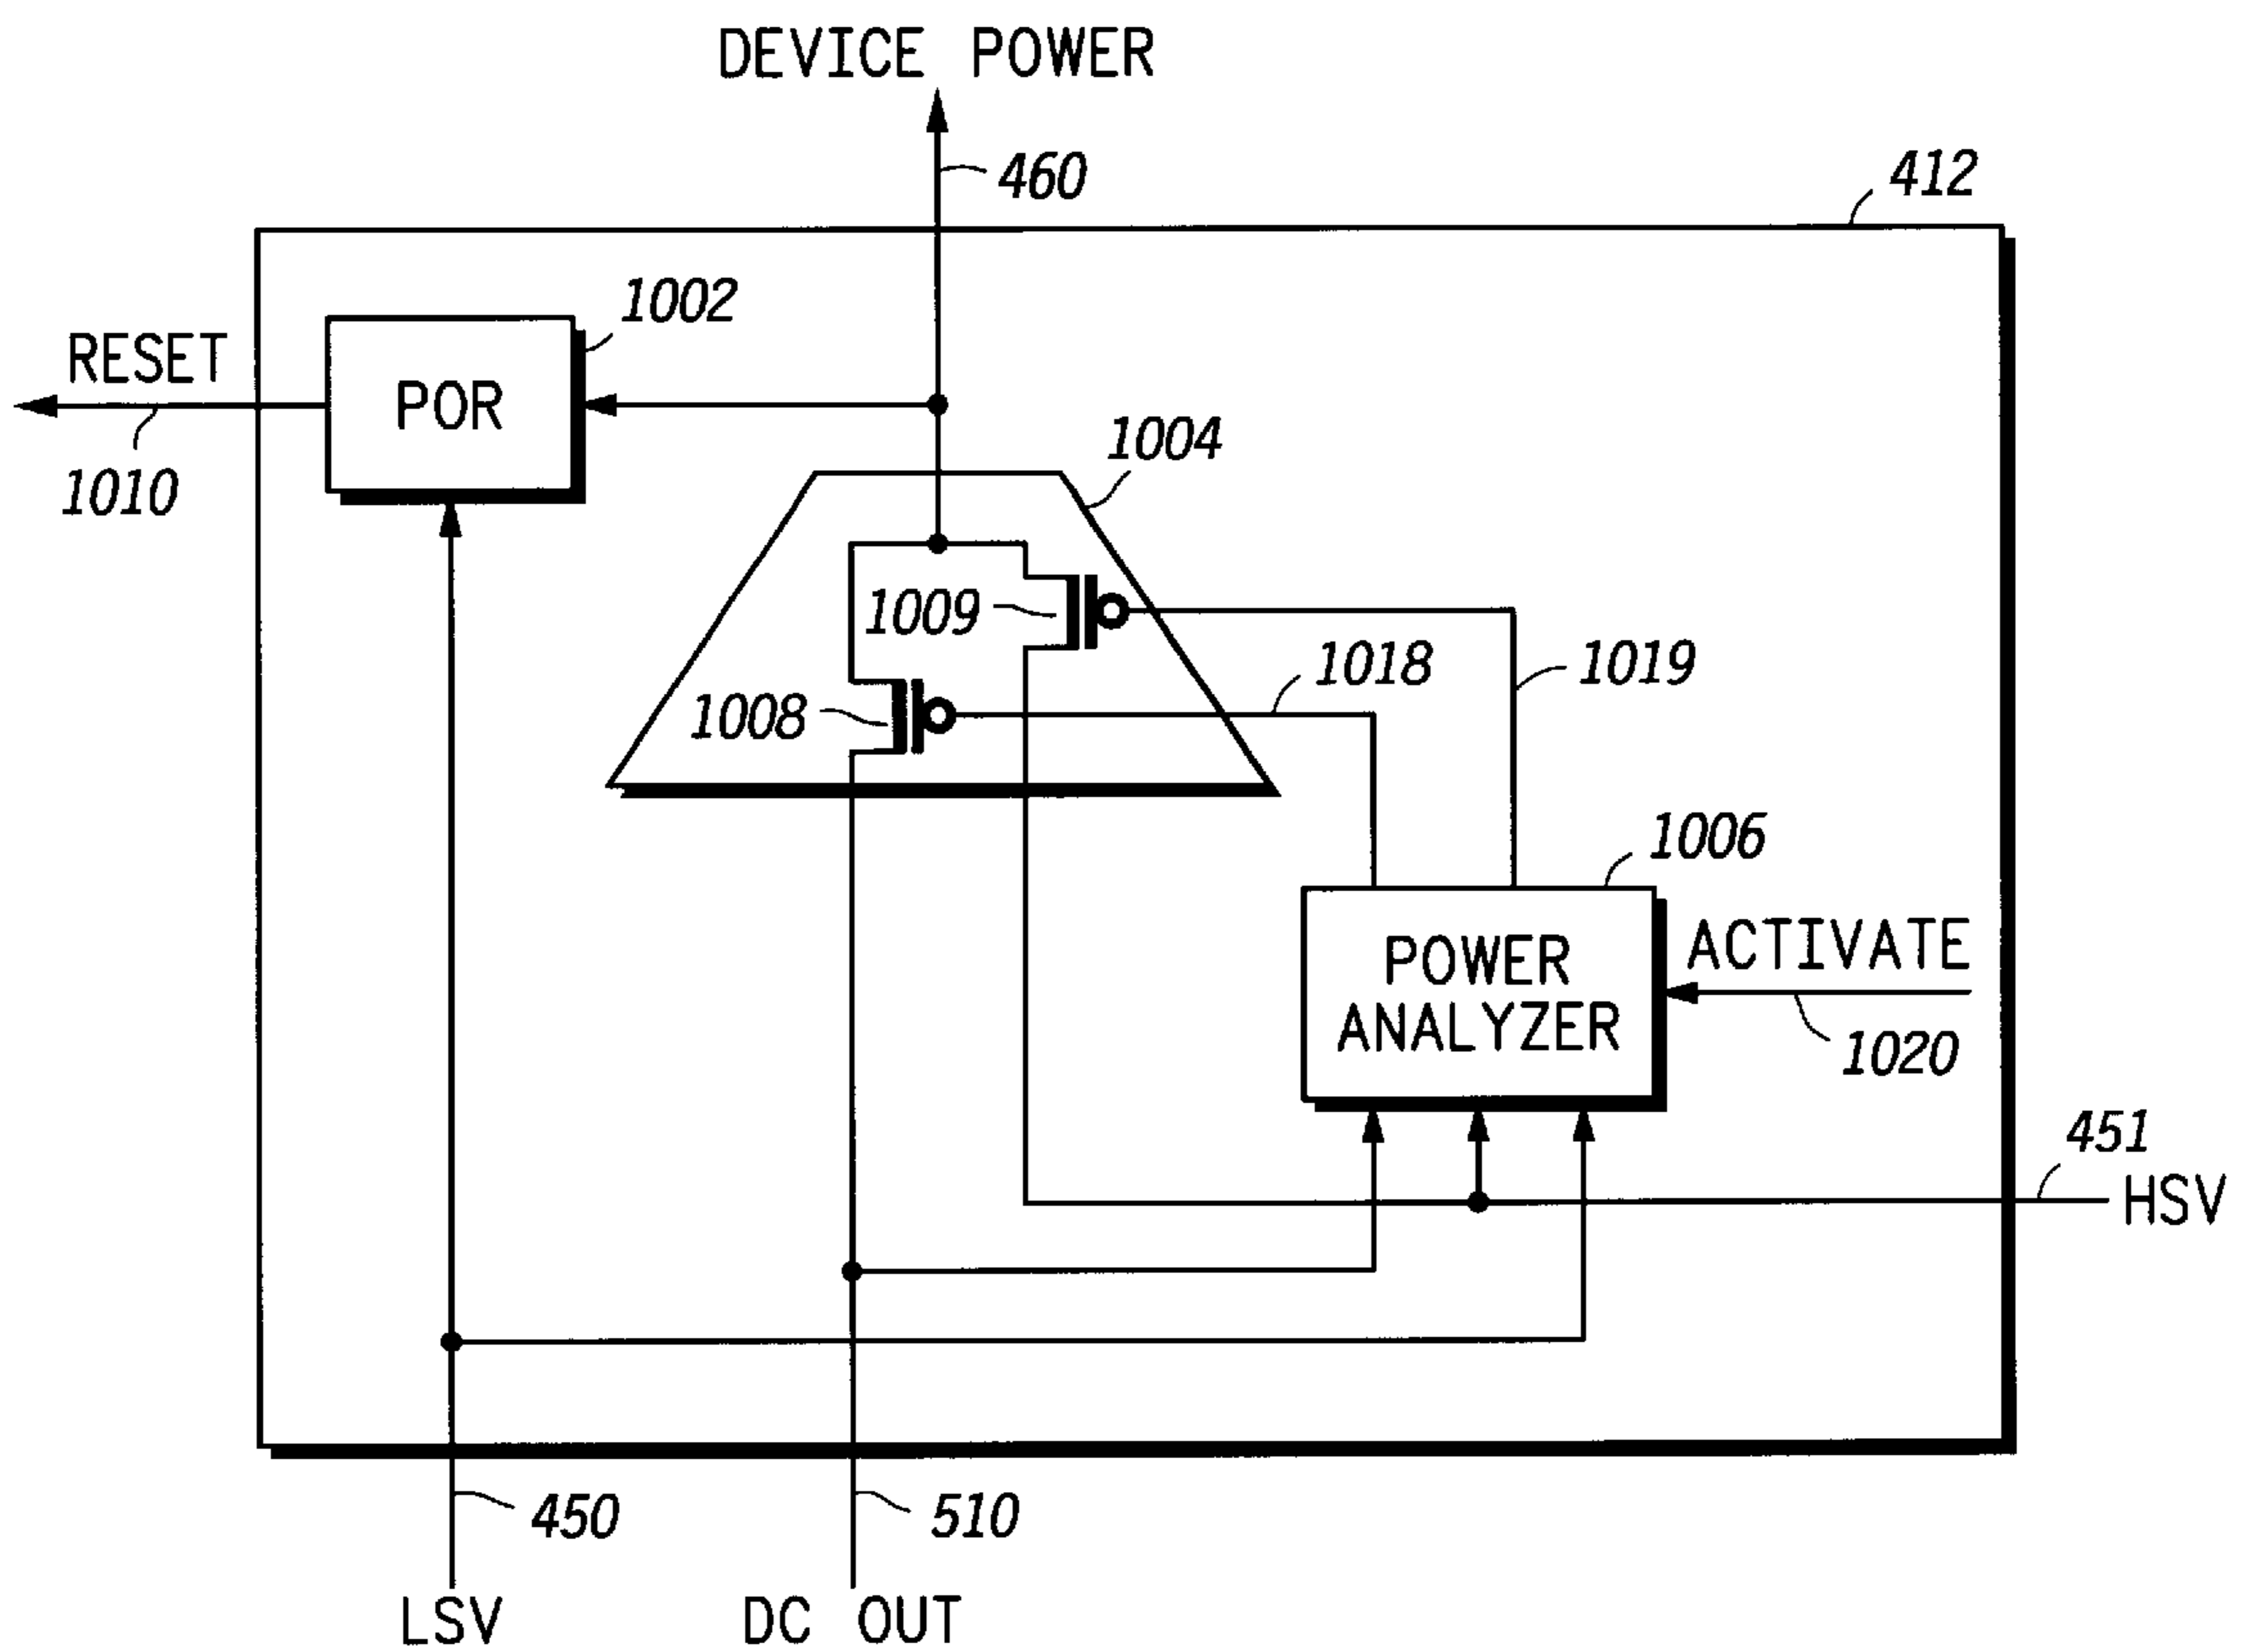 DEVICE POWER
460
412
1002
RESET
POR
1004
1010
1009
1018
1019
1008
1006
POWER
ANALYZER
ACTIVATE
1020
451
HSV
450
510
LSV
DC OUT